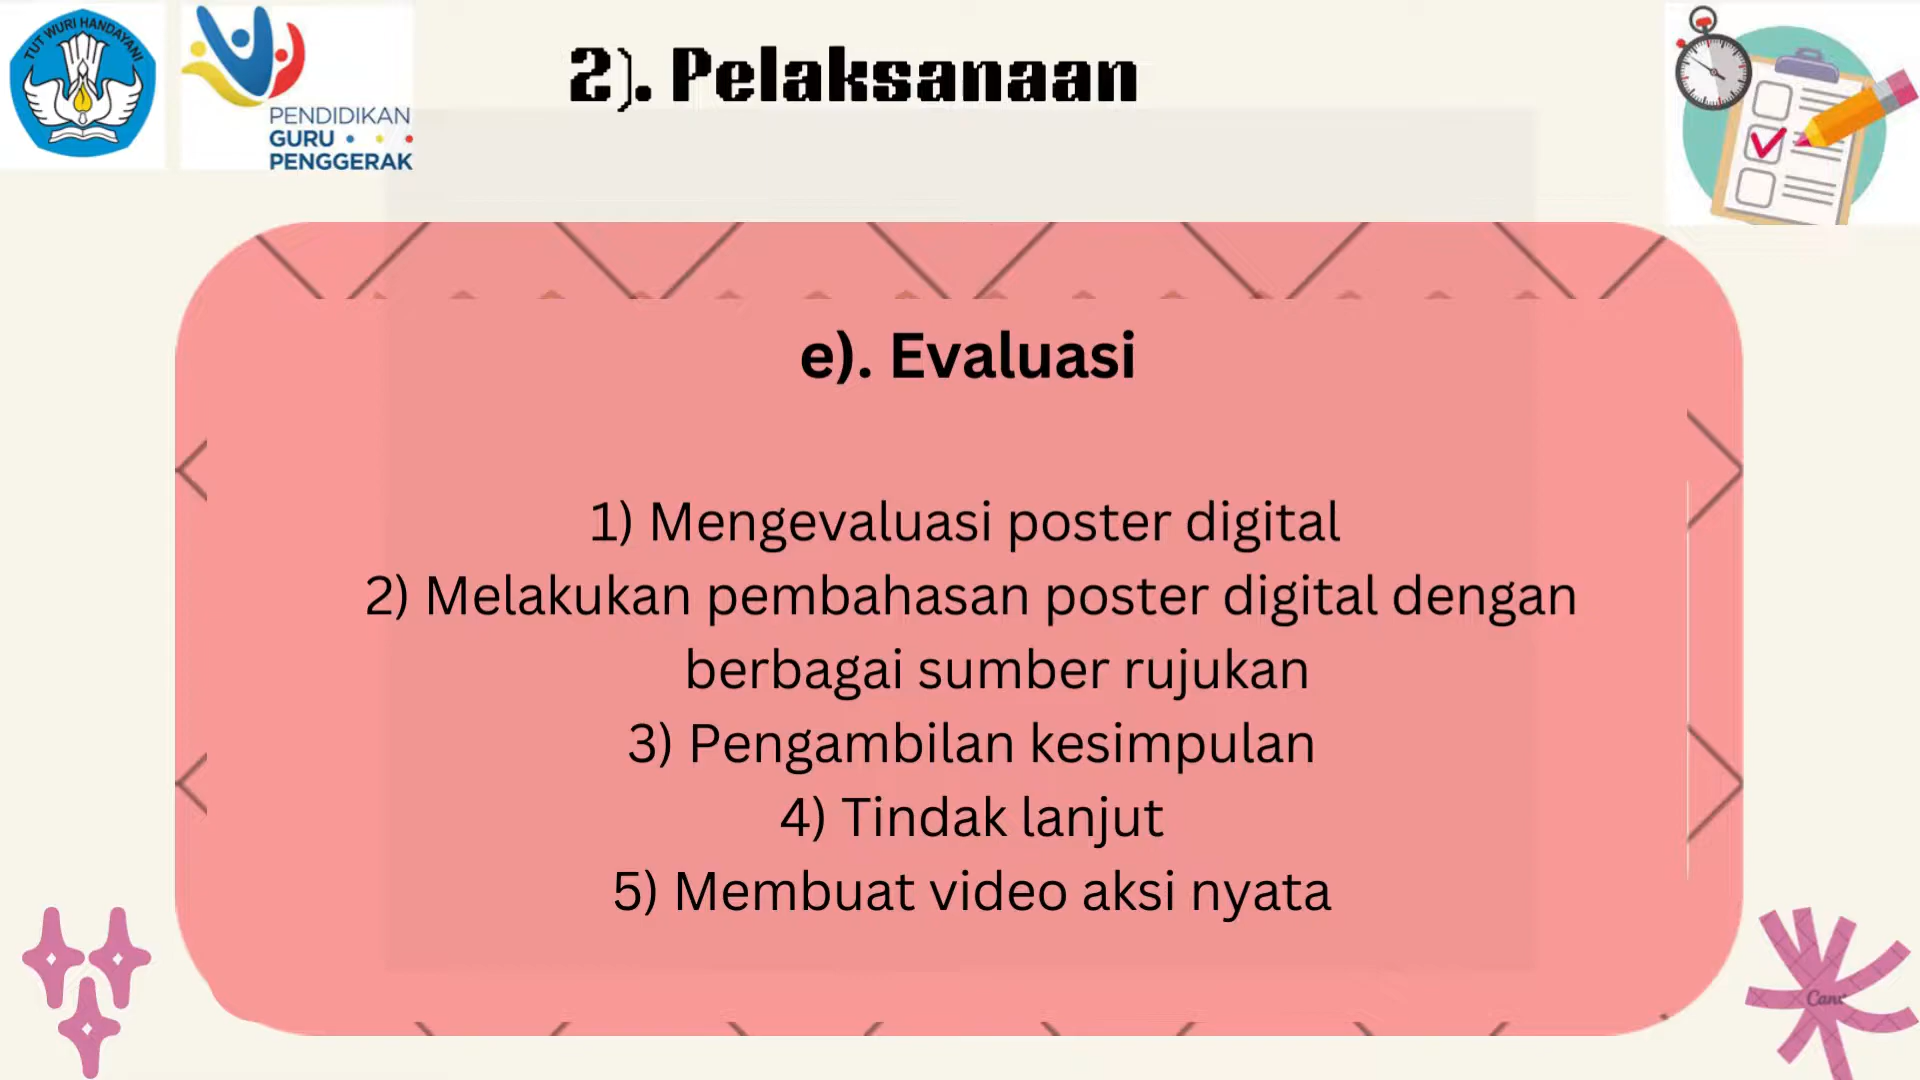 TUT WURI HANDAYANI
PENDIDIKAN
GURU
PENGGERAK
2). Pelaksanaan
e). Evaluasi
1) Mengevaluasi poster digital
2) Melakukan pembahasan poster digital dengan
berbagai sumber rujukan
3) Pengambilan kesimpulan
4) Tindak lanjut
5) Membuat video aksi nyata